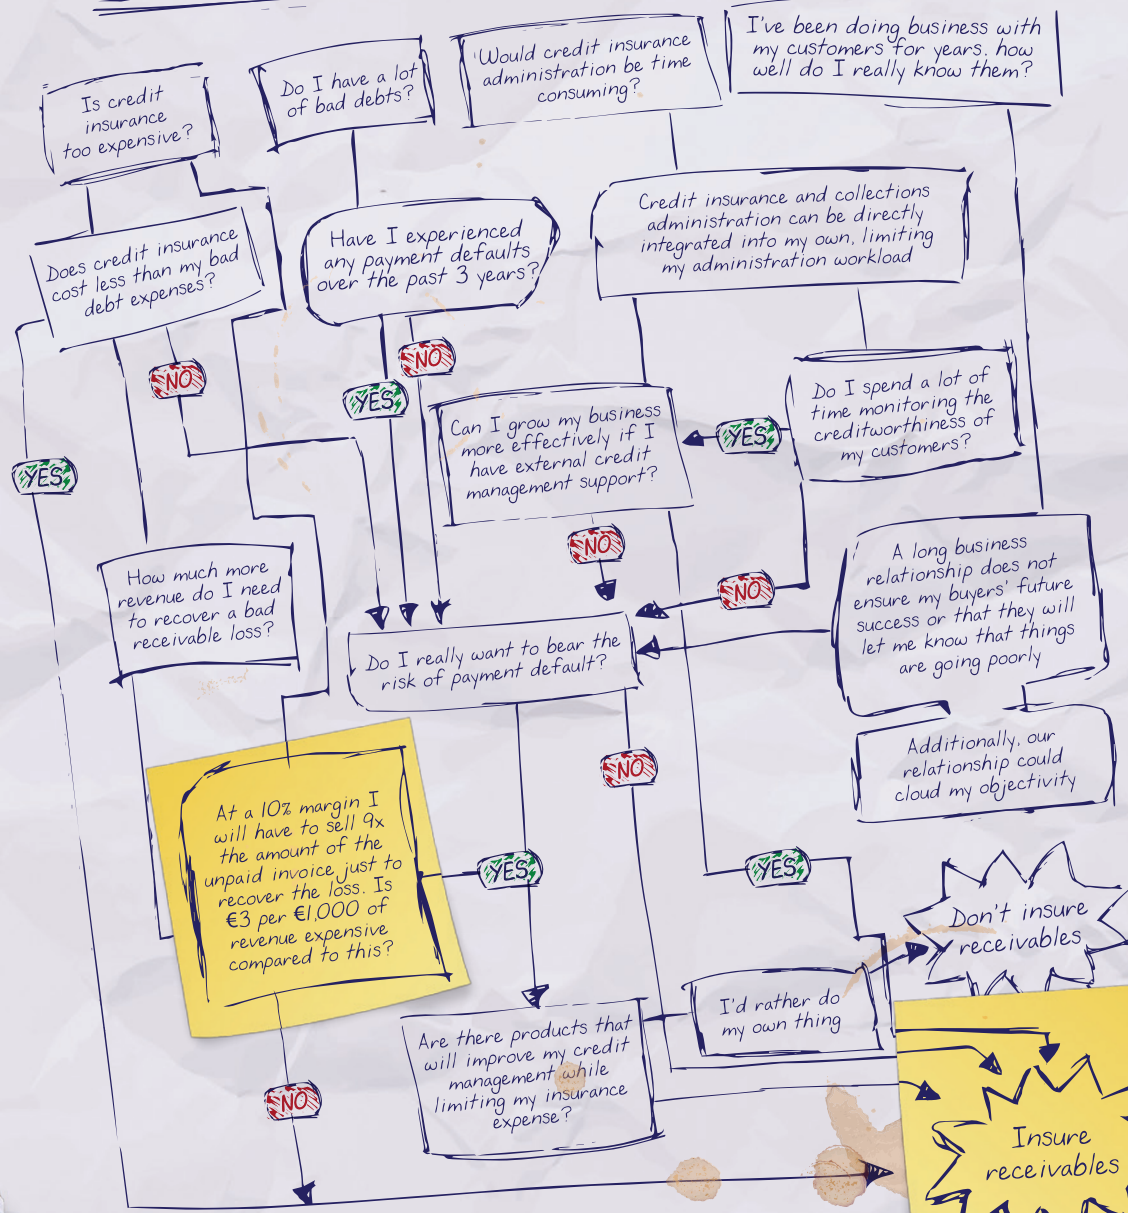 Is credit
insurance
too expensive?
Do I have a lot
of bad debts?
'Would credit insurance
administration be time
consuming?
I've been doing business with
my customers for years. how
well do I really know them?
Does credit insurance
cost less than my bad
debt expenses?
Have I experienced
any payment defaults
over the past 3 years?
Credit insurance and collections
administration can be directly
integrated into my own, limiting
my administration workload
NO
NO
YES
Can I grow my business
more effectively if I
have external credit
management support?
YES
Do I spend a lot of
time monitoring the
creditworthiness of
my customers?
YES
How much more
revenue do I need
to recover a bad
receivable loss?
NO
NO
A long business
relationship does not
ensure my buyers' future
success or that they will
let me know that things
are going poorly
Do I really want to bear the
risk of payment default?
Additionally, our
relationship could
cloud my objectivity
NO
At a 10% margin I
will have to sell 9x
the amount of the
unpaid invoice just to
recover the loss. Is
€3 per €1,000 of
revenue expensive
compared to this?
YES
YES
Don't insure
receivables
I'd rather do
my own thing
Are there products that
will improve my credit
management while
limiting my insurance
expense?
NO
Insure
receivables